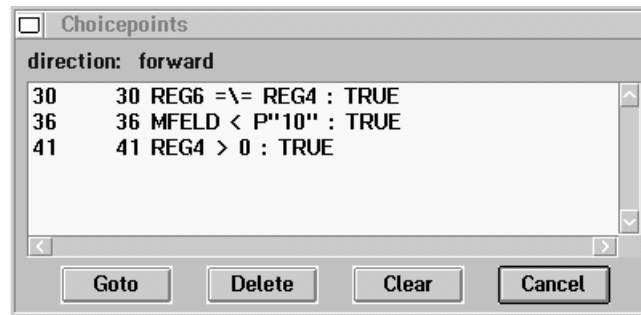 Choicepoints
direction: forward
30 30 REG6 =\= REG4 : TRUE
36 36 MFELD < P"10" : TRUE
41 41 REG4 > 0 : TRUE
Goto Delete Clear Cancel